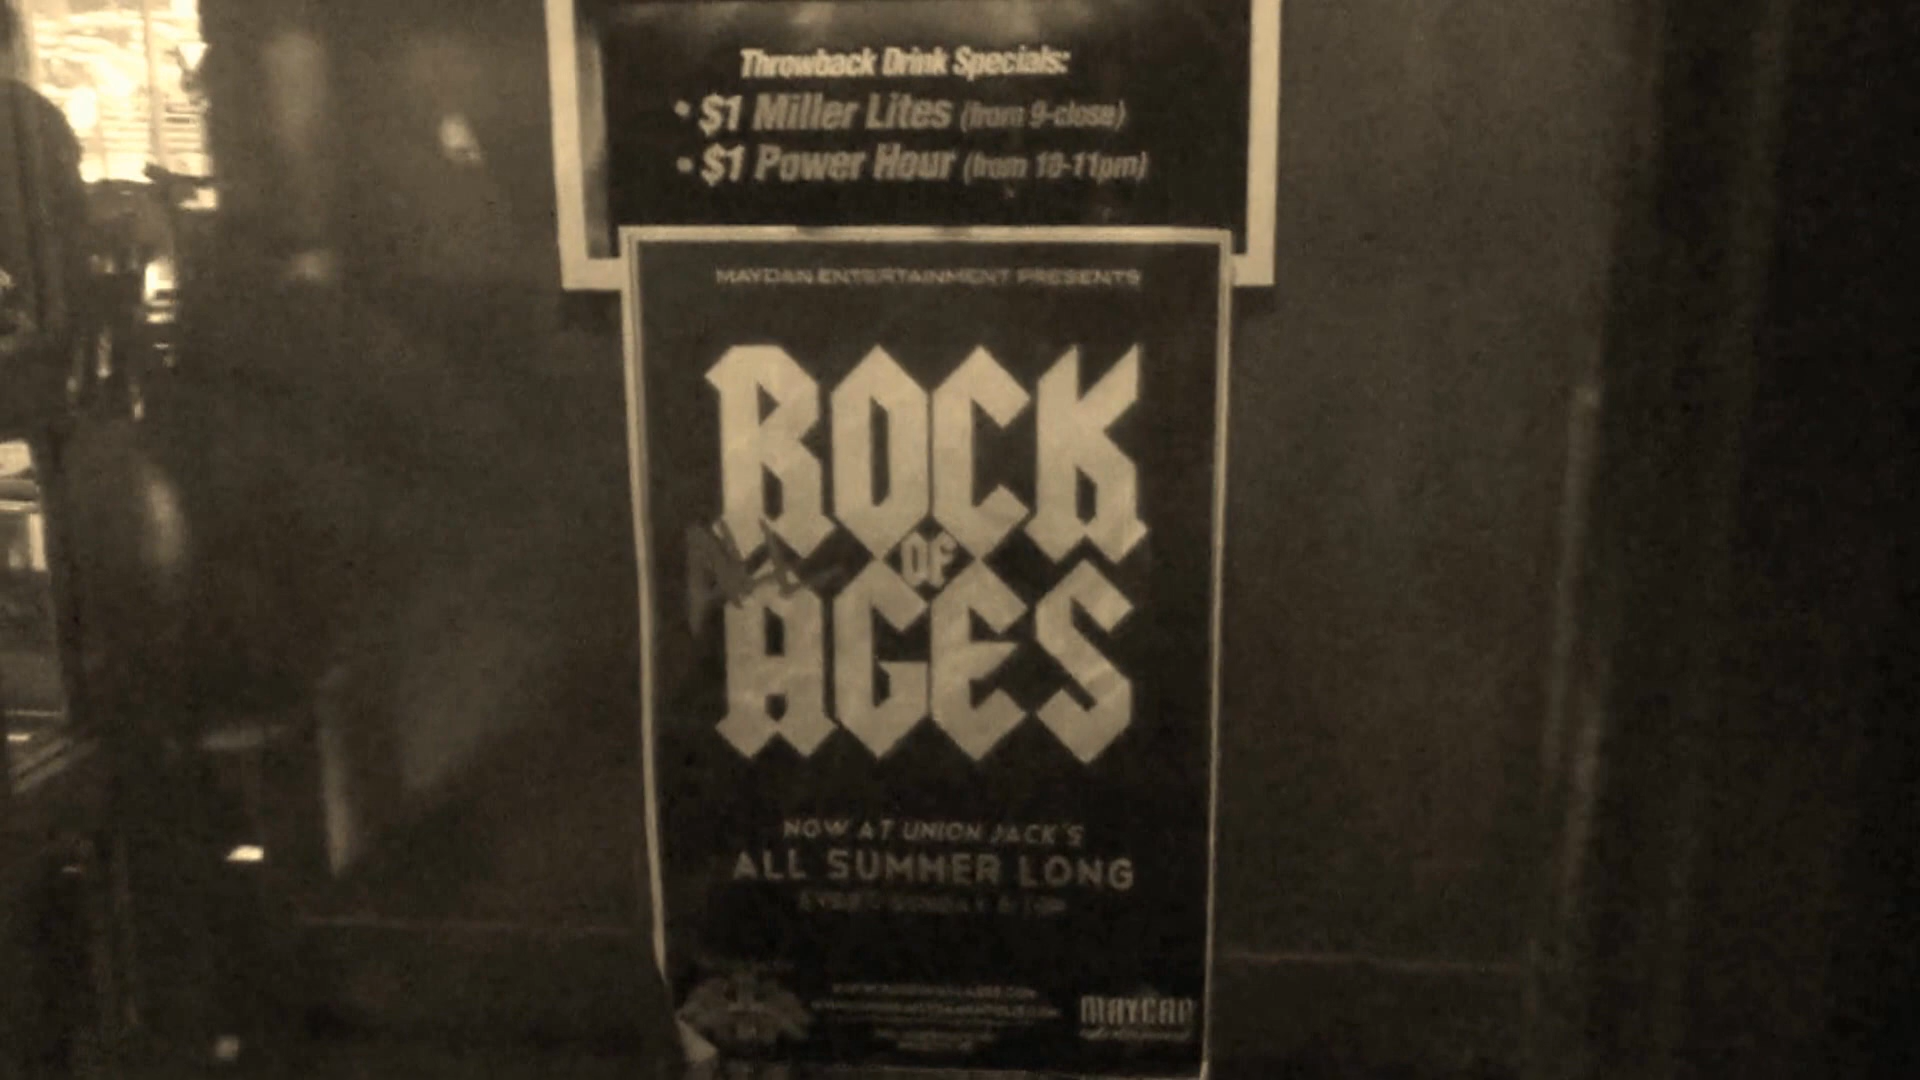 Throwback Drink Specials:
• $1 Miller Lites (from 9-close)
• $1 Power Hour (from 10-11pm)
MAYDAN ENTERTAINMENT PRESENTS
ROCK
OF
AGES
NOW AT UNION JACK'S
ALL SUMMER LONG